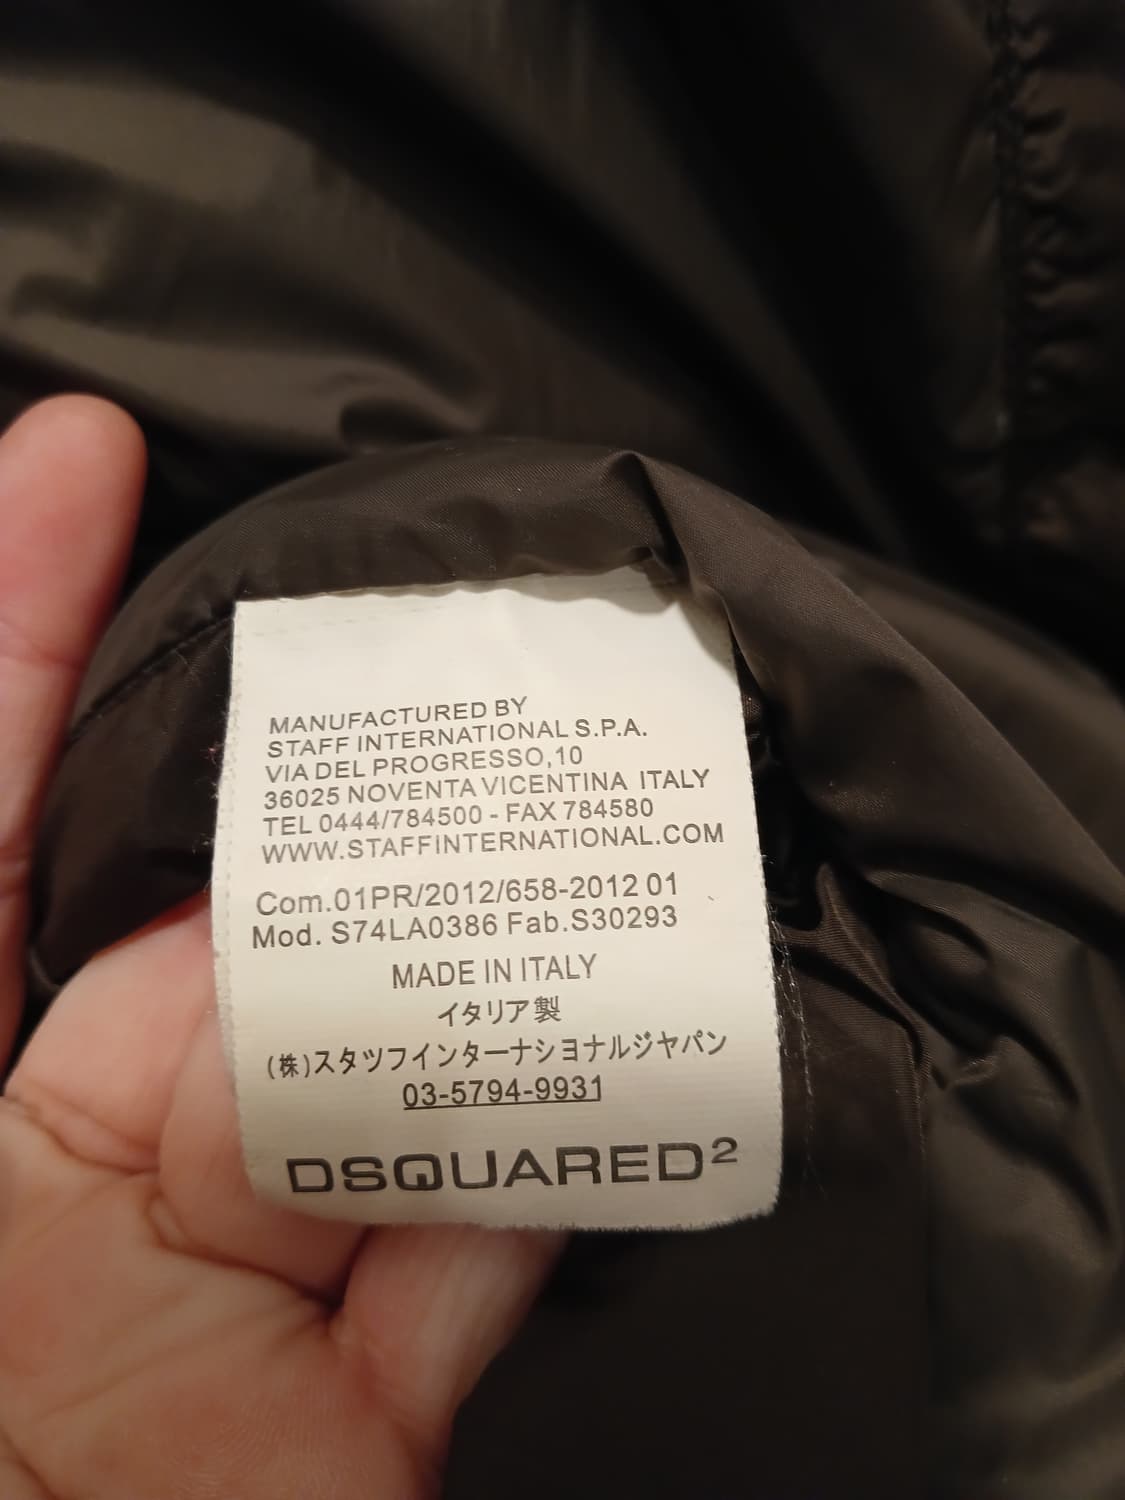 MANUFACTURED BY
STAFF INTERNATIONAL S.P.A.
VIA DEL PROGRESSO,10
36025 NOVENTA VICENTINA ITALY
TEL 0444/784500 - FAX 784580
WWW.STAFFINTERNATIONAL.COM
Com.01PR/2012/658-2012 01
Mod. S74LA0386 Fab.S30293
MADE IN ITALY
イタリア製
(株)スタツフインターナシヨナルジヤパン
03-5794-9931
DSQUARED²